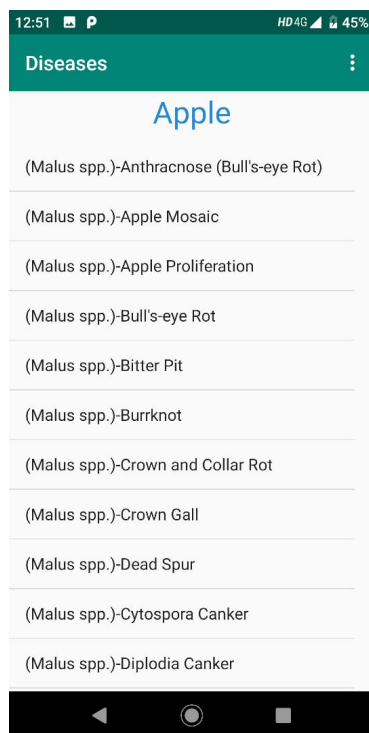 12:51 HD 4G 45%
Diseases
Apple
(Malus spp.)-Anthracnose (Bull's-eye Rot)
(Malus spp.)-Apple Mosaic
(Malus spp.)-Apple Proliferation
(Malus spp.)-Bull's-eye Rot
(Malus spp.)-Bitter Pit
(Malus spp.)-Burrknot
(Malus spp.)-Crown and Collar Rot
(Malus spp.)-Crown Gall
(Malus spp.)-Dead Spur
(Malus spp.)-Cytospora Canker
(Malus spp.)-Diplodia Canker